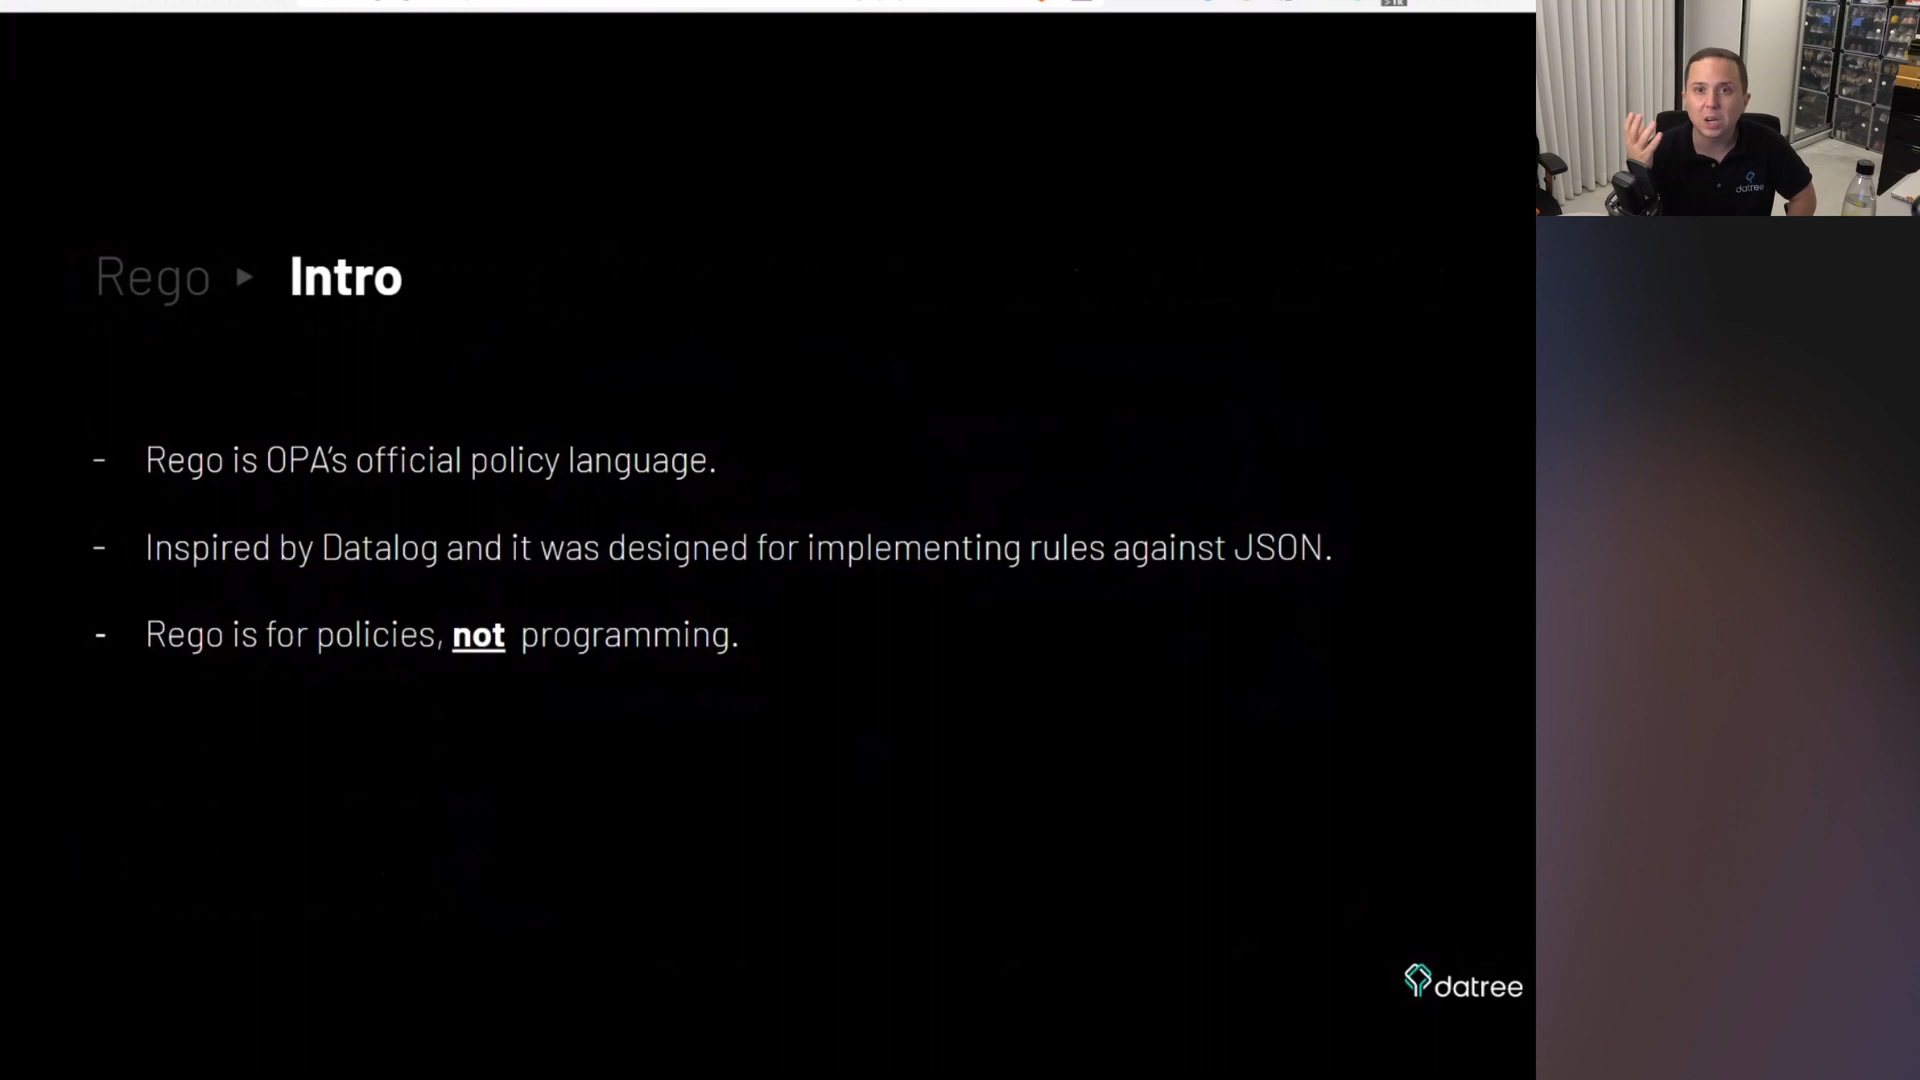 Rego ▸ Intro
- Rego is OPA’s official policy language.
- Inspired by Datalog and it was designed for implementing rules against JSON.
- Rego is for policies, not programming.
datree
datree